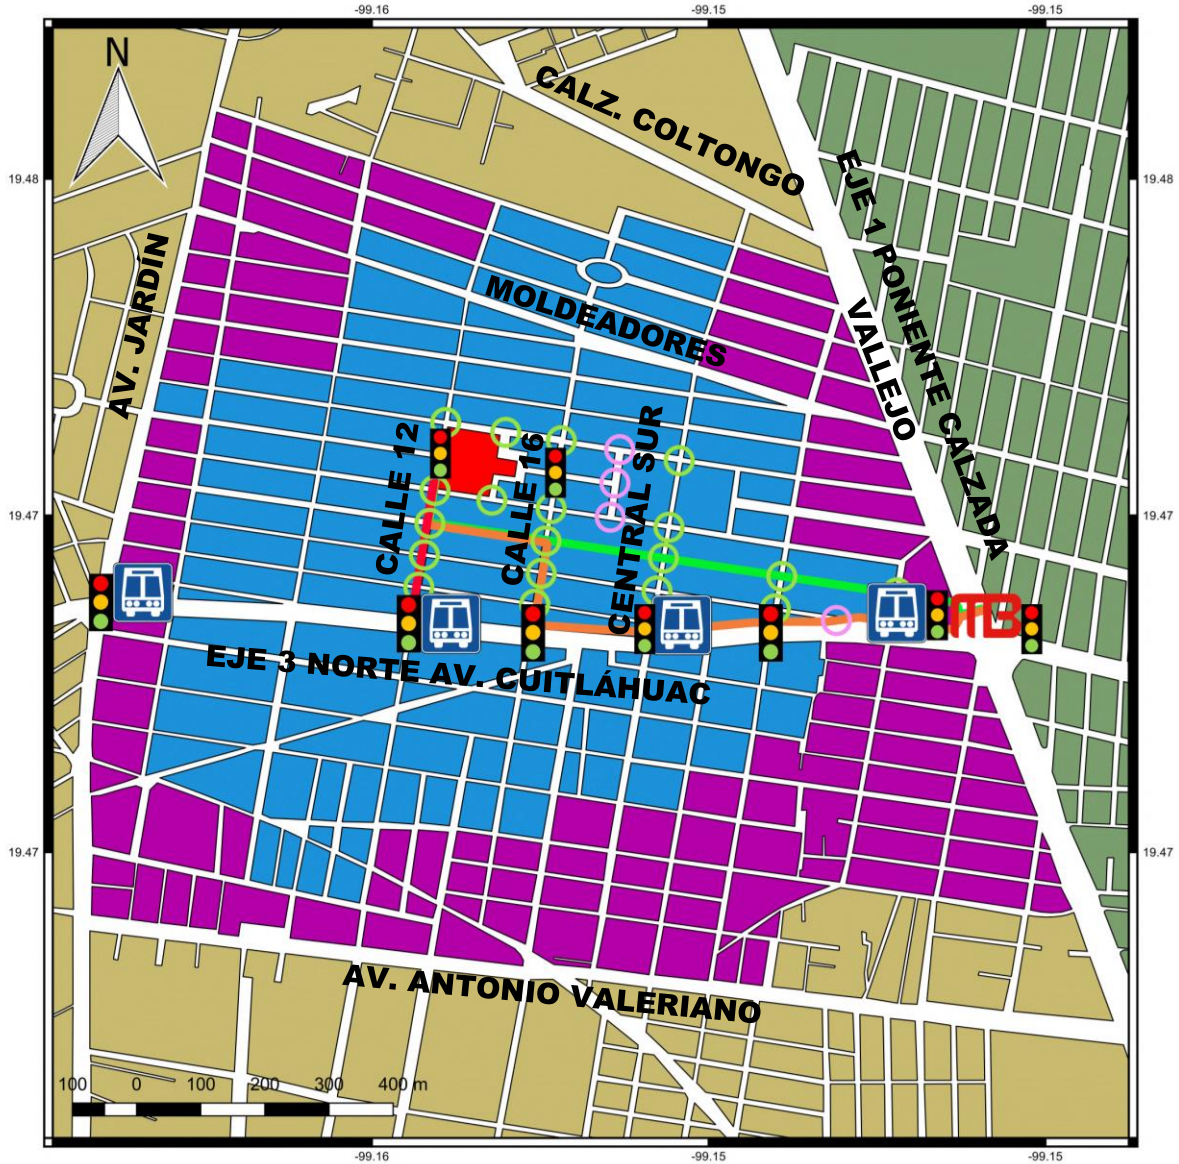 -99.16
-99.15
-99.15
N
CALZ. COLTONGO
19.48
19.48
EJE 1 PONIENTE CALZADA
VALLEJO
AV. JARDÍN
MOLDEADORES
CALLE 12
CALLE 16
CENTRAL SUR
19.47
19.47
MB
EJE 3 NORTE AV. CUITLÁHUAC
19.47
19.47
AV. ANTONIO VALERIANO
100 0 100 200 300 400 m
-99.16
-99.15
-99.15